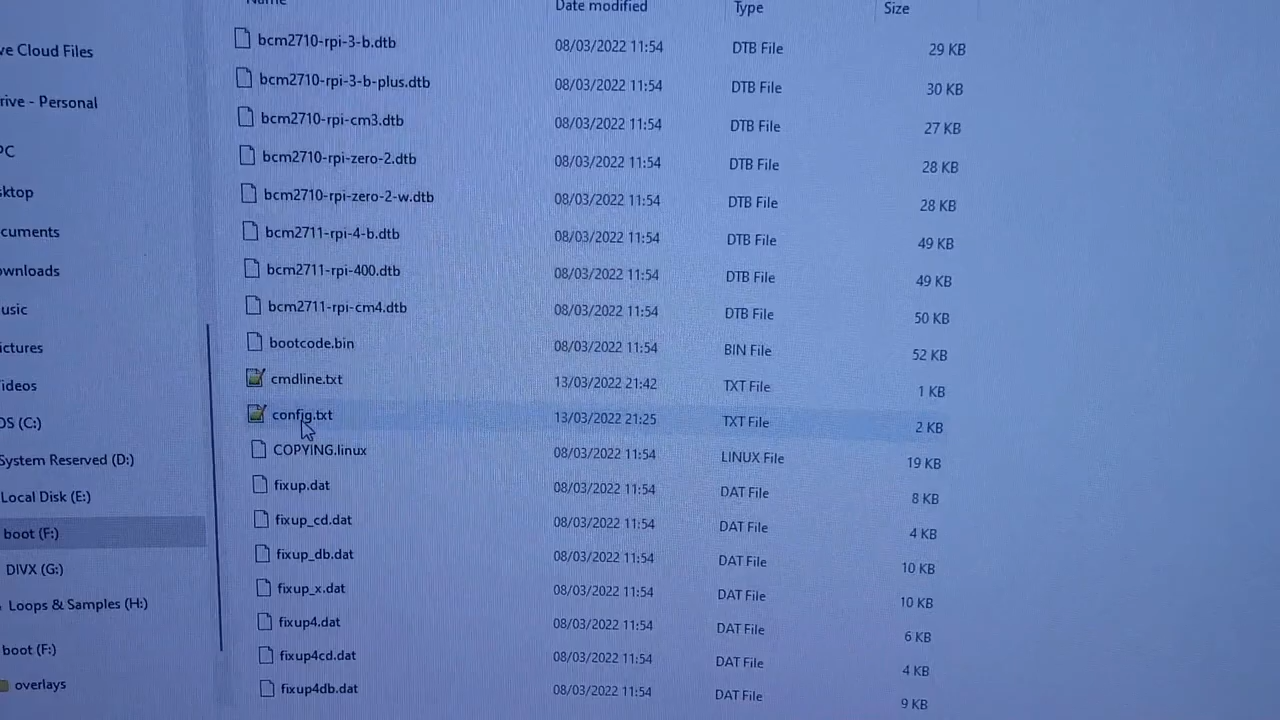 Name Date modified Type Size
bcm2710-rpi-3-b.dtb 08/03/2022 11:54 DTB File 29 KB
bcm2710-rpi-3-b-plus.dtb 08/03/2022 11:54 DTB File 30 KB
bcm2710-rpi-cm3.dtb 08/03/2022 11:54 DTB File 27 KB
bcm2710-rpi-zero-2.dtb 08/03/2022 11:54 DTB File 28 KB
bcm2710-rpi-zero-2-w.dtb 08/03/2022 11:54 DTB File 28 KB
bcm2711-rpi-4-b.dtb 08/03/2022 11:54 DTB File 49 KB
bcm2711-rpi-400.dtb 08/03/2022 11:54 DTB File 49 KB
bcm2711-rpi-cm4.dtb 08/03/2022 11:54 DTB File 50 KB
bootcode.bin 08/03/2022 11:54 BIN File 52 KB
cmdline.txt 13/03/2022 21:42 TXT File 1 KB
config.txt 13/03/2022 21:25 TXT File 2 KB
COPYING.linux 08/03/2022 11:54 LINUX File 19 KB
fixup.dat 08/03/2022 11:54 DAT File 8 KB
fixup_cd.dat 08/03/2022 11:54 DAT File 4 KB
fixup_db.dat 08/03/2022 11:54 DAT File 10 KB
fixup_x.dat 08/03/2022 11:54 DAT File 10 KB
fixup4.dat 08/03/2022 11:54 DAT File 6 KB
fixup4cd.dat 08/03/2022 11:54 DAT File 4 KB
fixup4db.dat 08/03/2022 11:54 DAT File 9 KB
ve Cloud Files
rive - Personal
PC
sktop
cuments
ownloads
usic
ictures
ideos
OS (C:)
System Reserved (D:)
Local Disk (E:)
boot (F:)
DIVX (G:)
Loops & Samples (H:)
boot (F:)
overlays